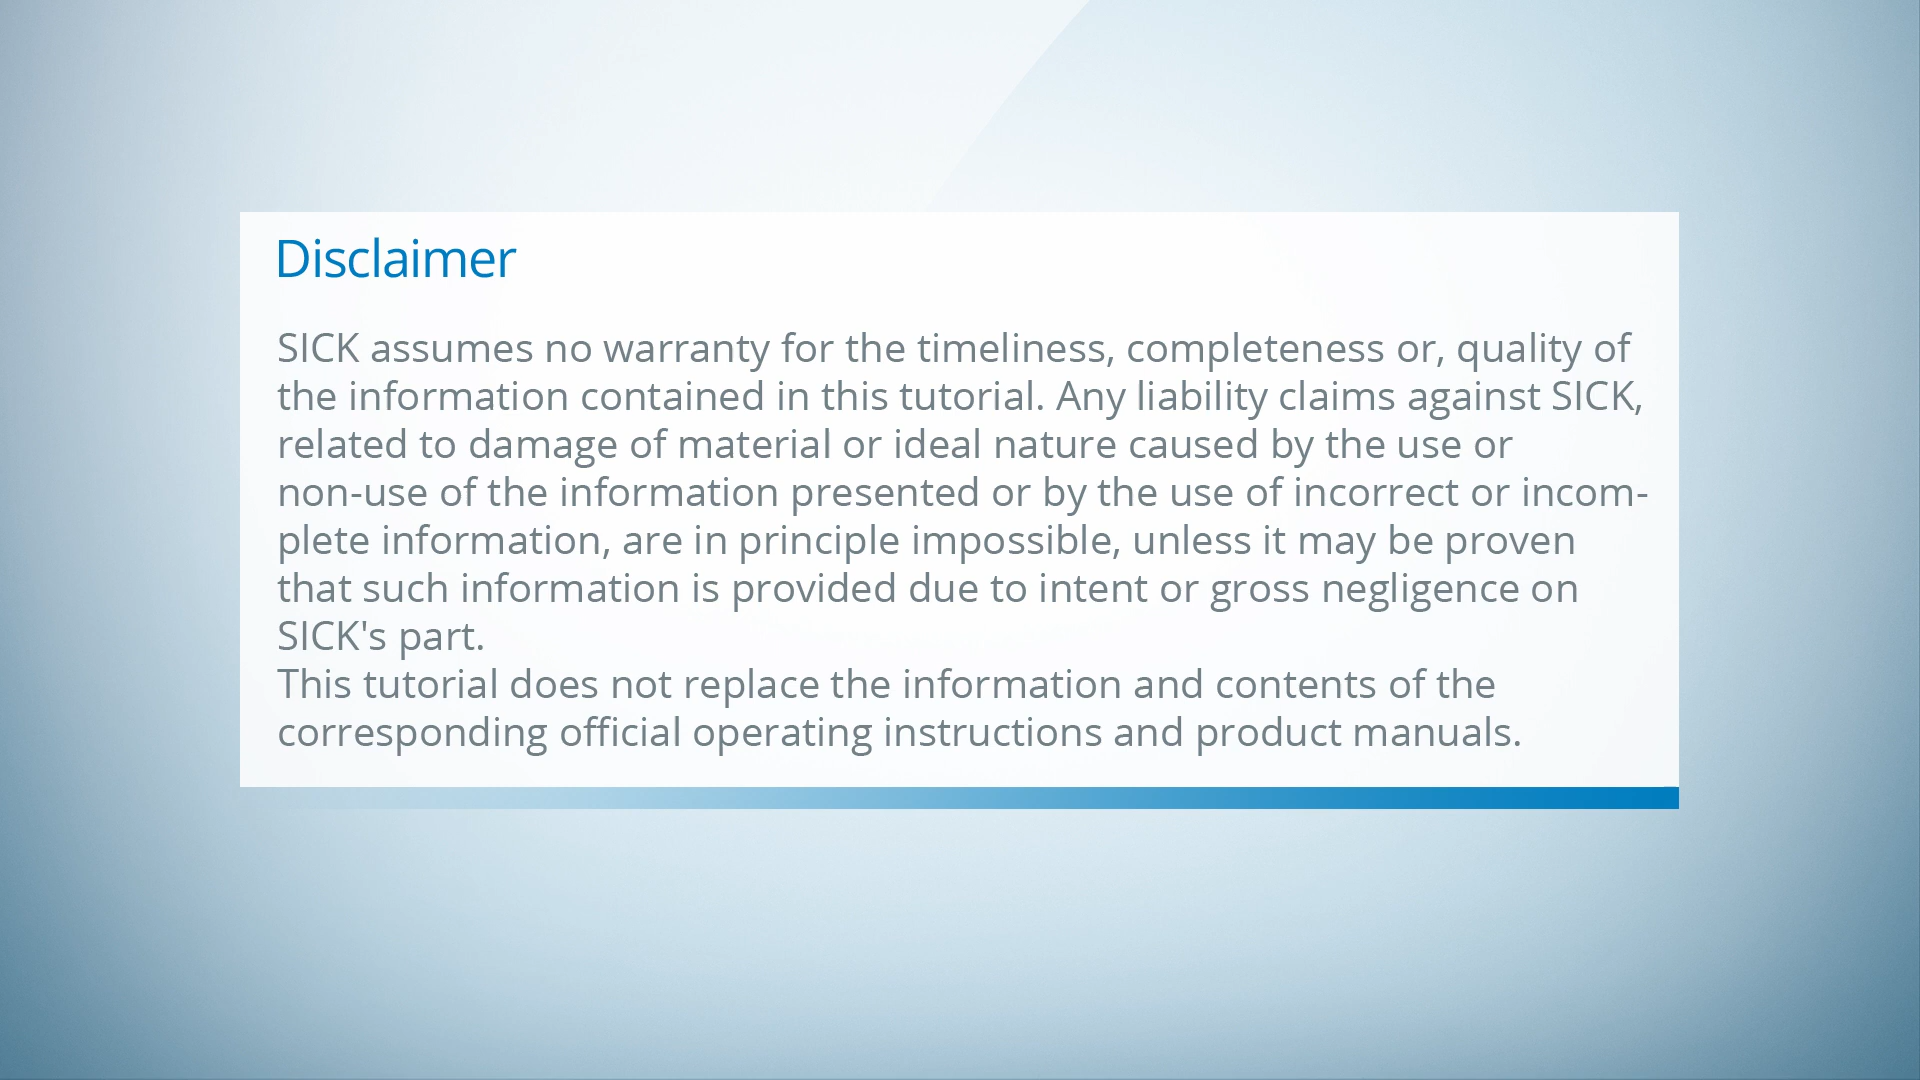 Disclaimer
SICK assumes no warranty for the timeliness, completeness or, quality of
the information contained in this tutorial. Any liability claims against SICK,
related to damage of material or ideal nature caused by the use or
non-use of the information presented or by the use of incorrect or incom-
plete information, are in principle impossible, unless it may be proven
that such information is provided due to intent or gross negligence on
SICK's part.
This tutorial does not replace the information and contents of the
corresponding official operating instructions and product manuals.